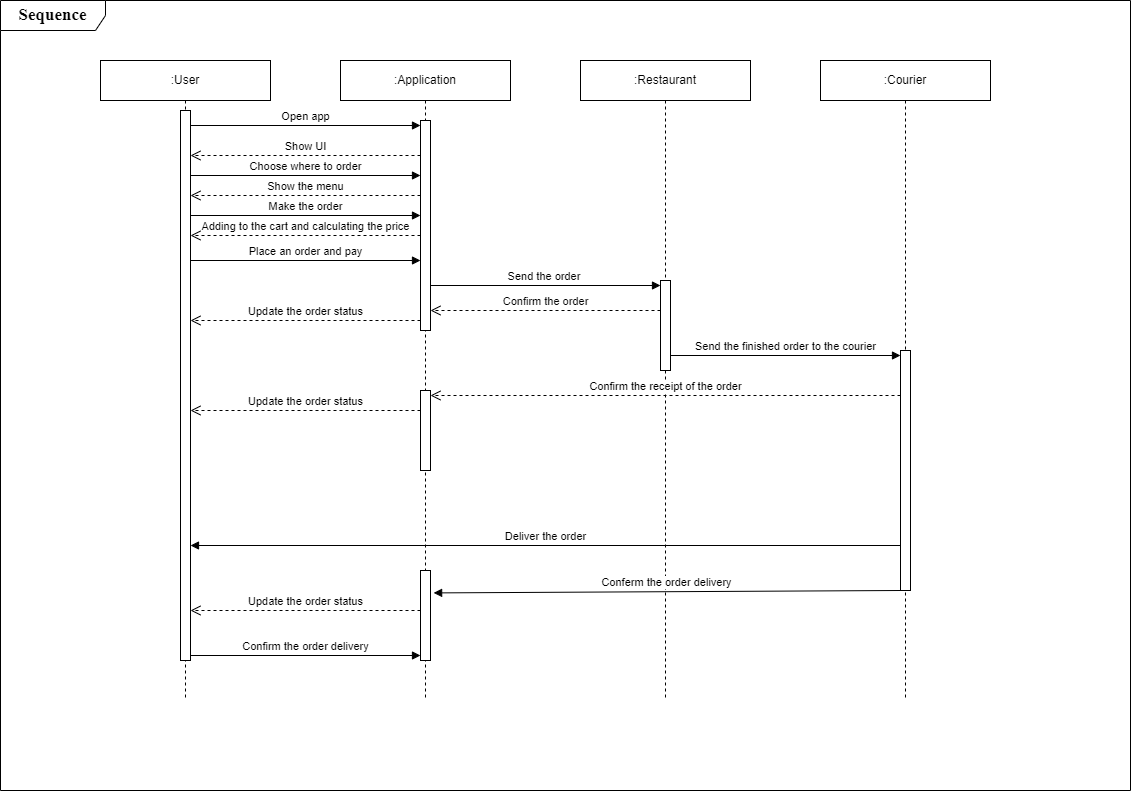 Sequence
:User
:Application
:Restaurant
:Courier
Open app
Show UI
Choose where to order
Show the menu
Make the order
Adding to the cart and calculating the price
Place an order and pay
Send the order
Confirm the order
Update the order status
Send the finished order to the courier
Confirm the receipt of the order
Update the order status
Deliver the order
Conferm the order delivery
Update the order status
Confirm the order delivery